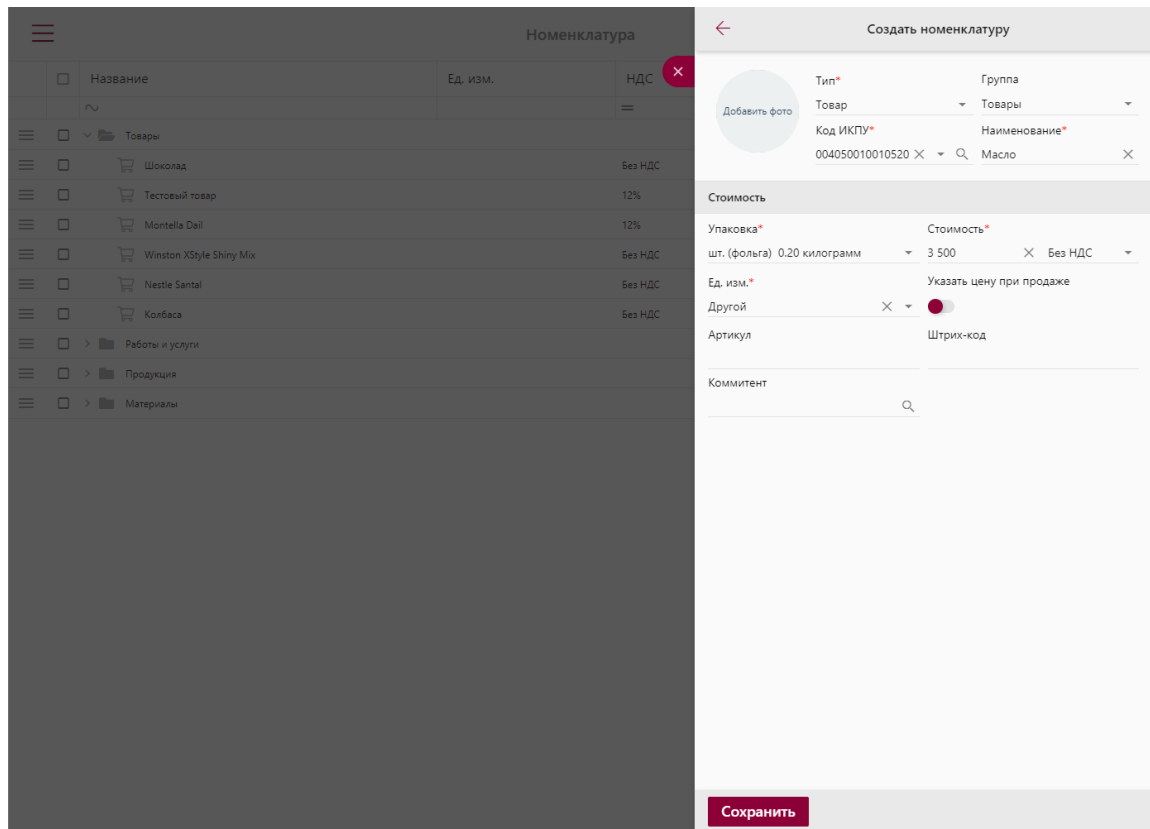 Номенклатура
Название Ед. изм. НДС
Товары
Шоколад Без НДС
Тестовый товар 12%
Montella Dail 12%
Winston XStyle Shiny Mix Без НДС
Nestle Santal Без НДС
Колбаса Без НДС
Работы и услуги
Продукция
Материалы
Создать номенклатуру
Добавить фото
Тип* Группа
Товар Товары
Код ИКПУ* Наименование*
004050010010520 Масло
Стоимость
Упаковка* Стоимость*
шт. (фольга) 0.20 килограмм 3 500 Без НДС
Ед. изм.* Указать цену при продаже
Другой
Артикул Штрих-код
Коммитент
Сохранить